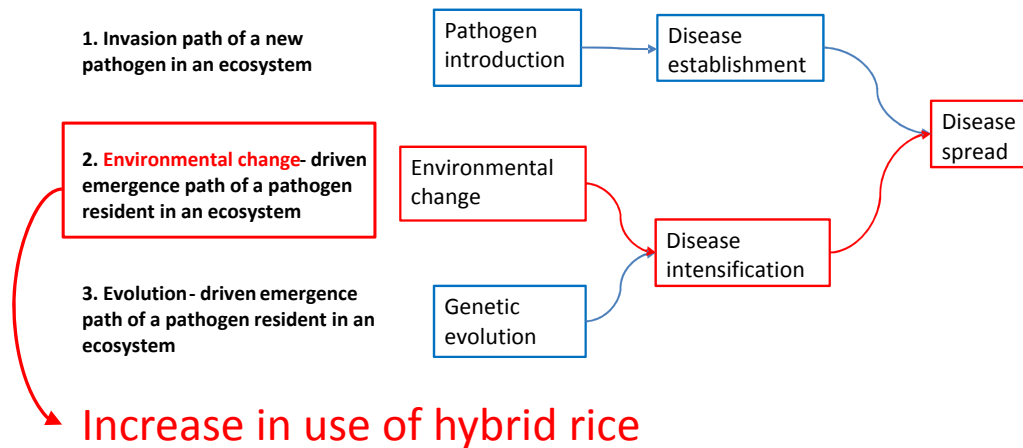 1. Invasion path of a new
pathogen in an ecosystem
Pathogen
introduction
Disease
establishment
Disease
spread
2. Environmental change- driven
emergence path of a pathogen
resident in an ecosystem
Environmental
change
Disease
intensification
3. Evolution - driven emergence
path of a pathogen resident in an
ecosystem
Genetic
evolution
Increase in use of hybrid rice